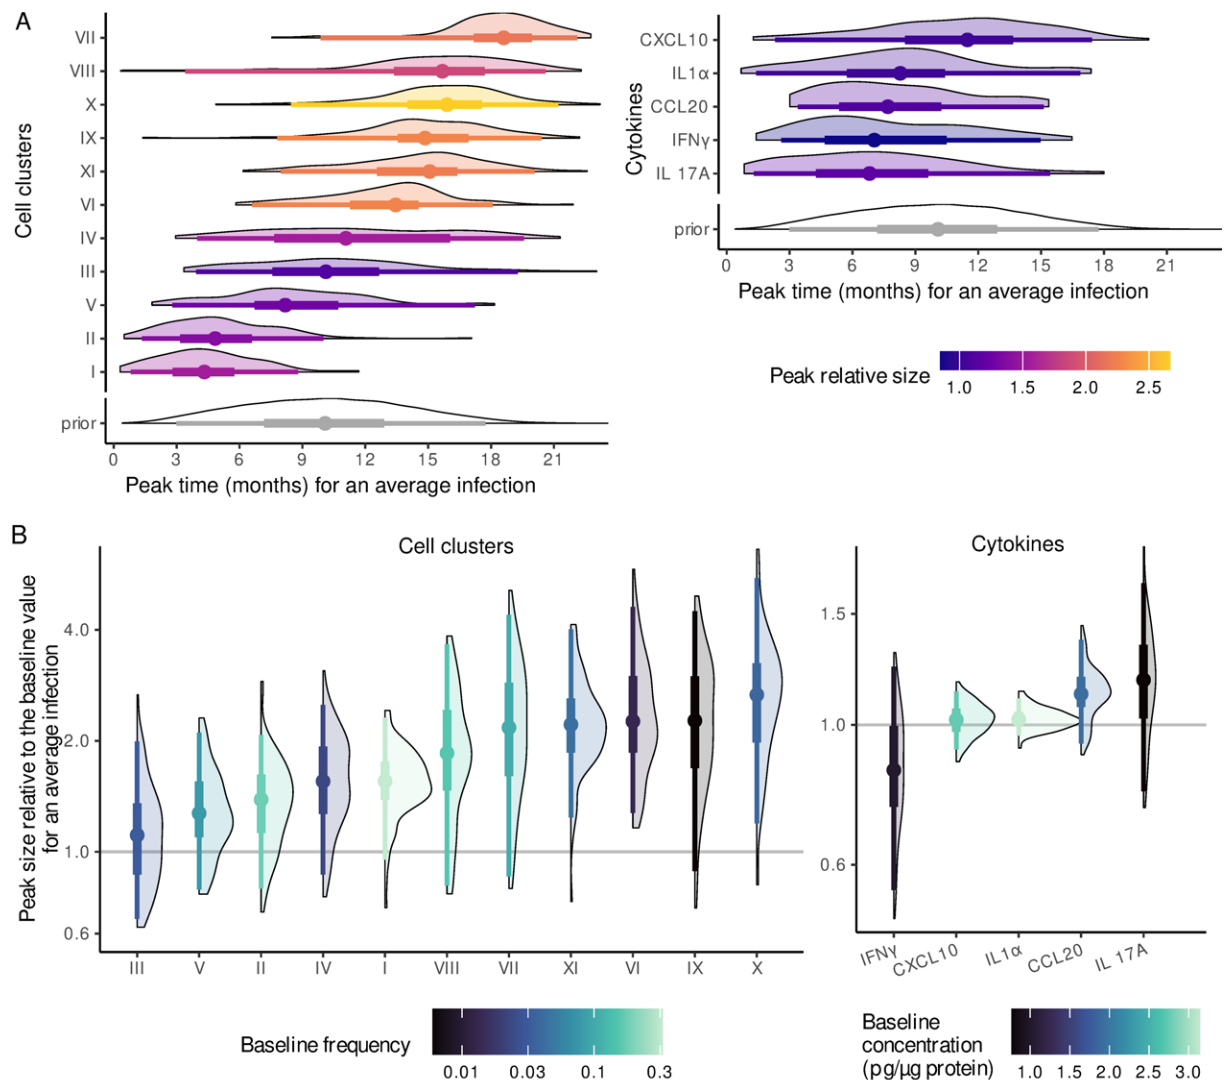 A
Cell clusters
VII
VIII
X
IX
XI
VI
IV
III
V
II
I
prior
0 3 6 9 12 15 18 21
Peak time (months) for an average infection
Cytokines
CXCL10
IL1α
CCL20
IFNγ
IL 17A
prior
0 3 6 9 12 15 18 21
Peak time (months) for an average infection
Peak relative size
1.0 1.5 2.0 2.5
B
Cell clusters
Peak size relative to the baseline value
for an average infection
4.0
2.0
1.0
0.6
III V II IV I VIII VII XI VI IX X
Baseline frequency
0.01 0.03 0.1 0.3
Cytokines
1.5
1.0
0.6
IFNγ CXCL10 IL1α CCL20 IL 17A
Baseline
concentration
(pg/µg protein)
1.0 1.5 2.0 2.5 3.0